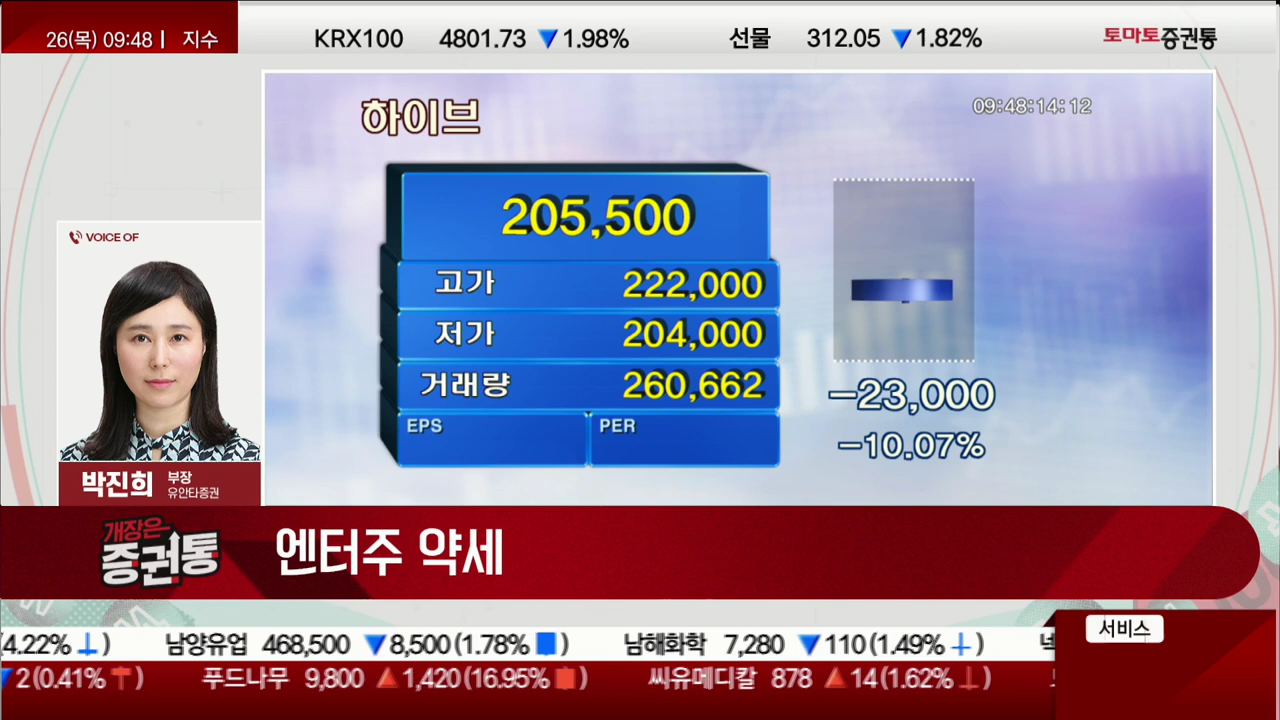 26(목) 09:48 | 지수 KRX100 4801.73 ▼1.98% 선물 312.05 ▼1.82% 토마토증권통
하이브 09:48:14:12
205,500
고가 222,000
저가 204,000
거래량 260,662
EPS PER
-23,000
-10.07%
VOICE OF
박진희 부장
유안타증권
개장은
증권통
엔터주 약세
4.22% ) 남양유업 468,500 ▼8,500(1.78% ) 남해화학 7,280 ▼110(1.49% )
서비스
2(0.41% ) 푸드나무 9,800 ▲1,420(16.95% ) 씨유메디칼 878 ▲14(1.62% )